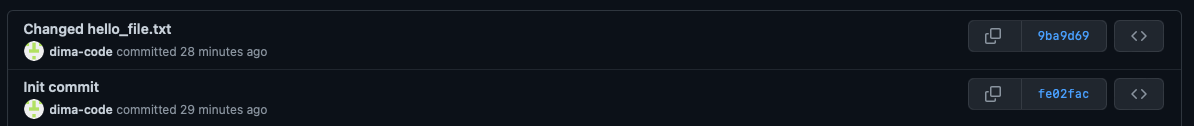 Changed hello_file.txt
dima-code committed 28 minutes ago
9ba9d69
Init commit
dima-code committed 29 minutes ago
fe02fac